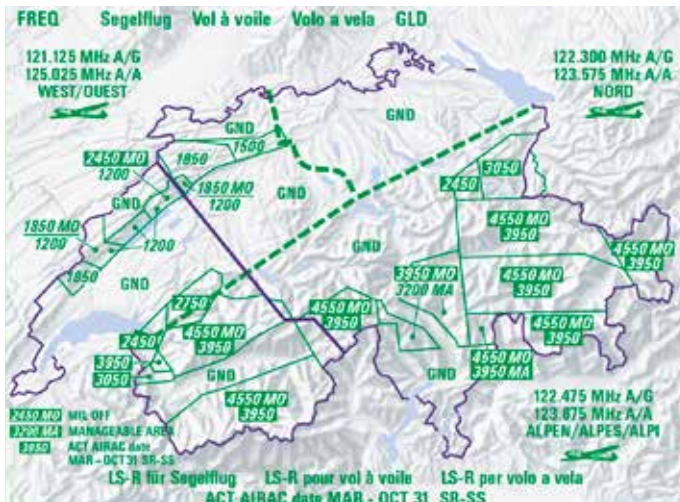 FREQ Segelflug Vol à voile Volo a vela GLD
121.125 MHz A/G
125.025 MHz A/A
WEST/OUEST
122.300 MHz A/G
123.575 MHz A/A
NORD
GND
GND
GND
1500
1850
2450 MO
1200
1850 MO
1200
GND
GND
1850 MO
1200
1200
1850
GND
3050
2450
4550 MO
3950
GND
4550 MO
3950
3950 MO
3200 MA
4550 MO
3950
2750
4550 MO
3950
4550 MO
3950
2450
4550 MO
3950
3950
3050
GND
GND
4550 MO
3950 MA
4550 MO
3950
122.475 MHz A/G
123.675 MHz A/A
ALPEN/ALPES/ALPI
2450 MO MIL OFF
3200 MA MANAGEABLE AREA
3950 ACT AIRAC date
MAR - OCT 31 SR-SS
LS-R für Segelflug LS-R pour vol à voile LS-R per volo a vela
ACT AIRAC date MAR - OCT 31 SR-SS